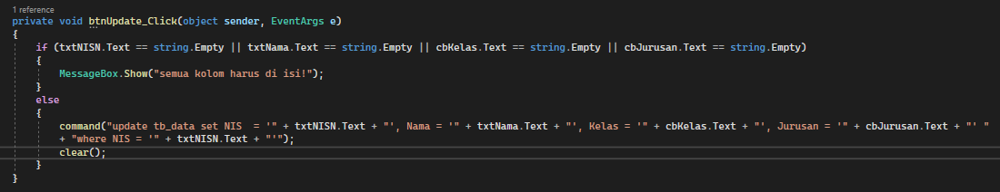 1 reference
private void btnUpdate_Click(object sender, EventArgs e)
{
if (txtNISN.Text == string.Empty || txtNama.Text == string.Empty || cbKelas.Text == string.Empty || cbJurusan.Text == string.Empty)
{
MessageBox.Show("semua kolom harus di isi!");
}
else
{
command("update tb_data set NIS  = '" + txtNISN.Text + "', Nama = '" + txtNama.Text + "', Kelas = '" + cbKelas.Text + "', Jurusan = '" + cbJurusan.Text + "' "
+ "where NIS = '" + txtNISN.Text + "'");
clear();
}
}